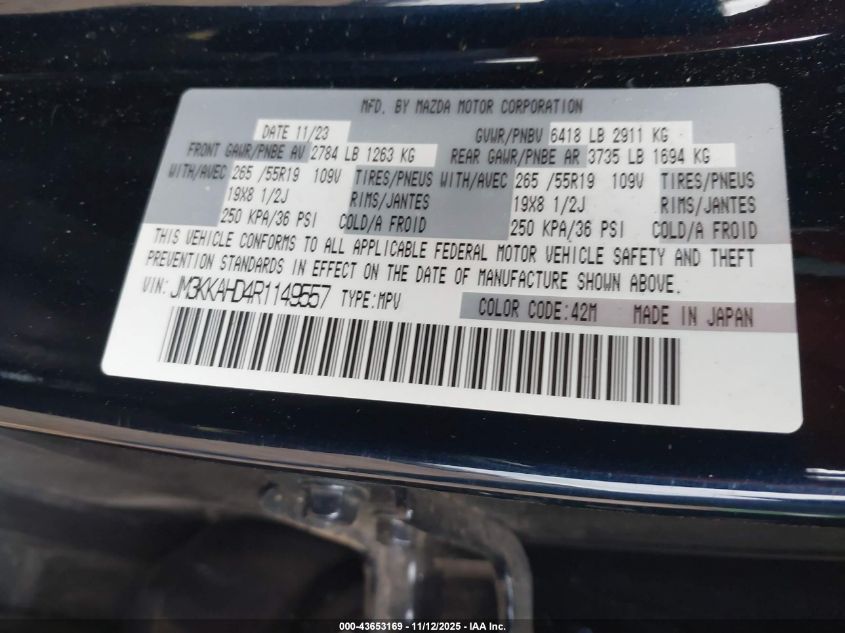 MFD. BY MAZDA MOTOR CORPORATION
DATE 11/23 GVWR/PNBV 6418 LB 2911 KG
FRONT GAWR/PNBE AV 2784 LB 1263 KG REAR GAWR/PNBE AR 3735 LB 1694 KG
WITH/AVEC 265 /55R19 109V TIRES/PNEUS WITH/AVEC 265 /55R19 109V TIRES/PNEUS
19X8 1/2J RIMS/JANTES 19X8 1/2J RIMS/JANTES
250 KPA/36 PSI COLD/A FROID 250 KPA/36 PSI COLD/A FROID
THIS VEHICLE CONFORMS TO ALL APPLICABLE FEDERAL MOTOR VEHICLE SAFETY AND THEFT
PREVENTION STANDARDS IN EFFECT ON THE DATE OF MANUFACTURE SHOWN ABOVE.
VIN: JM3KKAHD4R1149557 TYPE:MPV COLOR CODE:42M MADE IN JAPAN
000-43653169 - 11/12/2025 - IAA Inc.